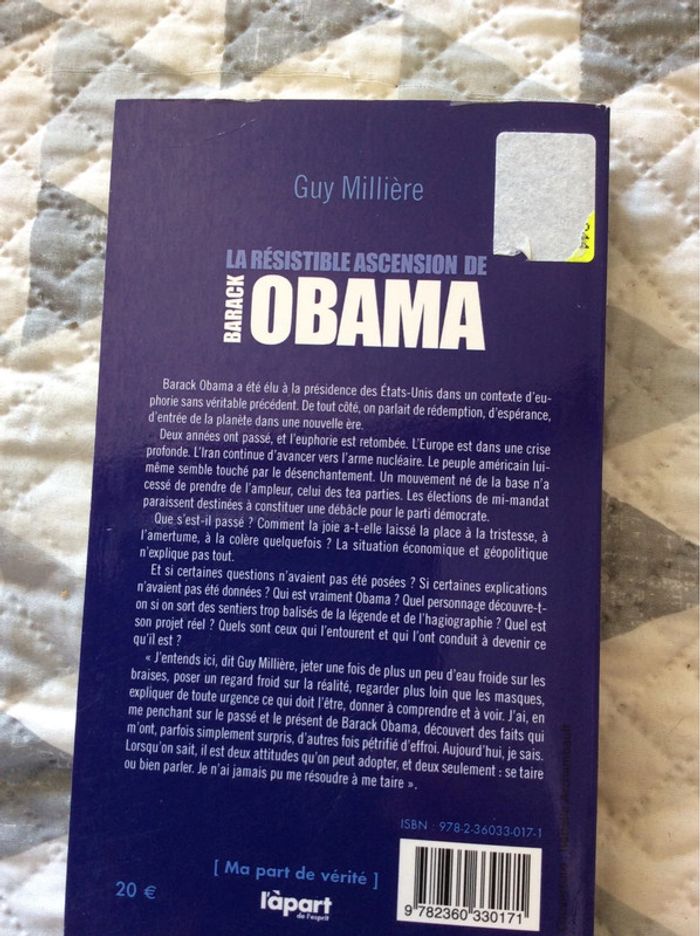 Guy Millière
LA RÉSISTIBLE ASCENSION DE
BARACK
OBAMA
Barack Obama a été élu à la présidence des États-Unis dans un contexte d'eu-
phorie sans véritable précédent. De tout côté, on parlait de rédemption, d'espérance,
d'entrée de la planète dans une nouvelle ère.
Deux années ont passé, et l'euphorie est retombée. L'Europe est dans une crise
profonde. L'Iran continue d'avancer vers l'arme nucléaire. Le peuple américain lui-
même semble touché par le désenchantement. Un mouvement né de la base n'a
cessé de prendre de l'ampleur, celui des tea parties. Les élections de mi-mandat
paraissent destinées à constituer une débâcle pour le parti démocrate.
Que s'est-il passé ? Comment la joie a-t-elle laissé la place à la tristesse, à
l'amertume, à la colère quelquefois ? La situation économique et géopolitique
n'explique pas tout.
Et si certaines questions n'avaient pas été posées ? Si certaines explications
n'avaient pas été données ? Qui est vraiment Obama ? Quel personnage découvre-t-
on si on sort des sentiers trop balisés de la légende et de l'hagiographie ? Quel est
son projet réel ? Quels sont ceux qui l'entourent et qui l'ont conduit à devenir ce
qu'il est ?
« J'entends ici, dit Guy Millière, jeter une fois de plus un peu d'eau froide sur les
braises, poser un regard froid sur la réalité, regarder plus loin que les masques,
expliquer de toute urgence ce qui doit l'être, donner à comprendre et à voir. J'ai, en
me penchant sur le passé et le présent de Barack Obama, découvert des faits qui
m'ont, parfois simplement surpris, d'autres fois pétrifié d'effroi. Aujourd'hui, je sais.
Lorsqu'on sait, il est deux attitudes qu'on peut adopter, et deux seulement : se taire
ou bien parler. Je n'ai jamais pu me résoudre à me taire ».
ISBN : 978-2-36033-017-1
[ Ma part de vérité ]
20 €
l'àpart
de l'esprit
9 782360 330171